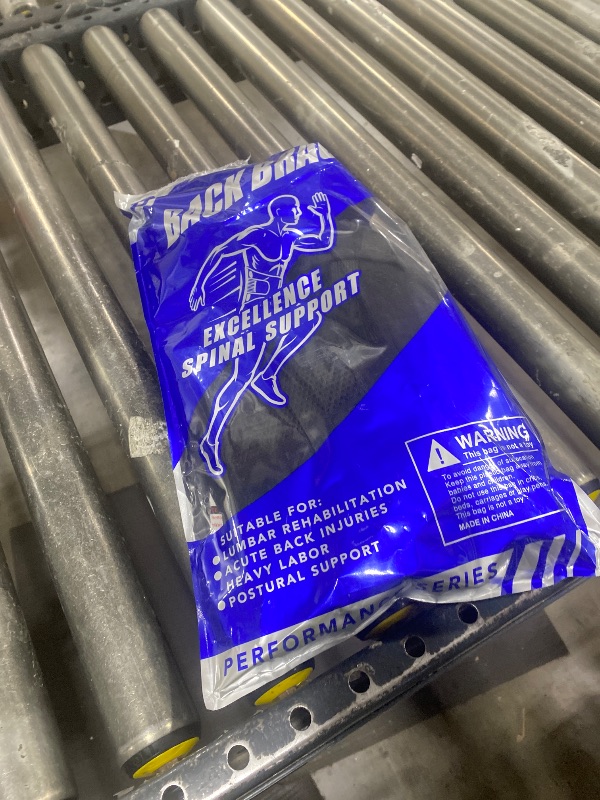 BACK BRAC
EXCELLENCE
SPINAL SUPPORT
SUITABLE FOR:
LUMBAR REHABILITATION
ACUTE BACK INJURIES
HEAVY LABOR
POSTURAL SUPPORT
WARNING
This bag is not a toy
To avoid danger of suffocation
Keep this plastic bag away from
babies and children.
Do not use this bag in cribs,
beds, carriages or play pens.
This bag is not a toy.
MADE IN CHINA
PERFORMANC SERIES